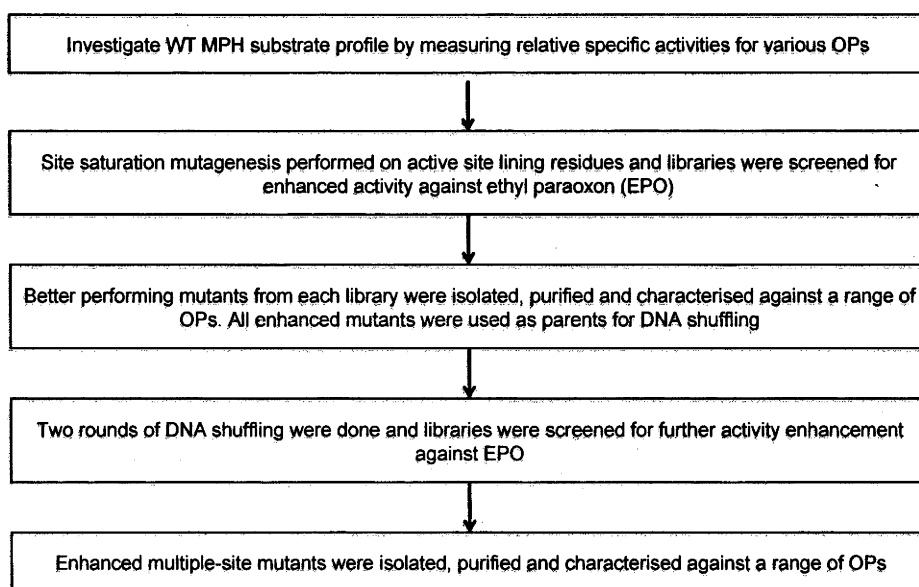 Investigate WT MPH substrate profile by measuring relative specific activities for various OPs
Site saturation mutagenesis performed on active site lining residues and libraries were screened for
enhanced activity against ethyl paraoxon (EPO)
Better performing mutants from each library were isolated, purified and characterised against a range of
OPs. All enhanced mutants were used as parents for DNA shuffling
Two rounds of DNA shuffling were done and libraries were screened for further activity enhancement
against EPO
Enhanced multiple-site mutants were isolated, purified and characterised against a range of OPs